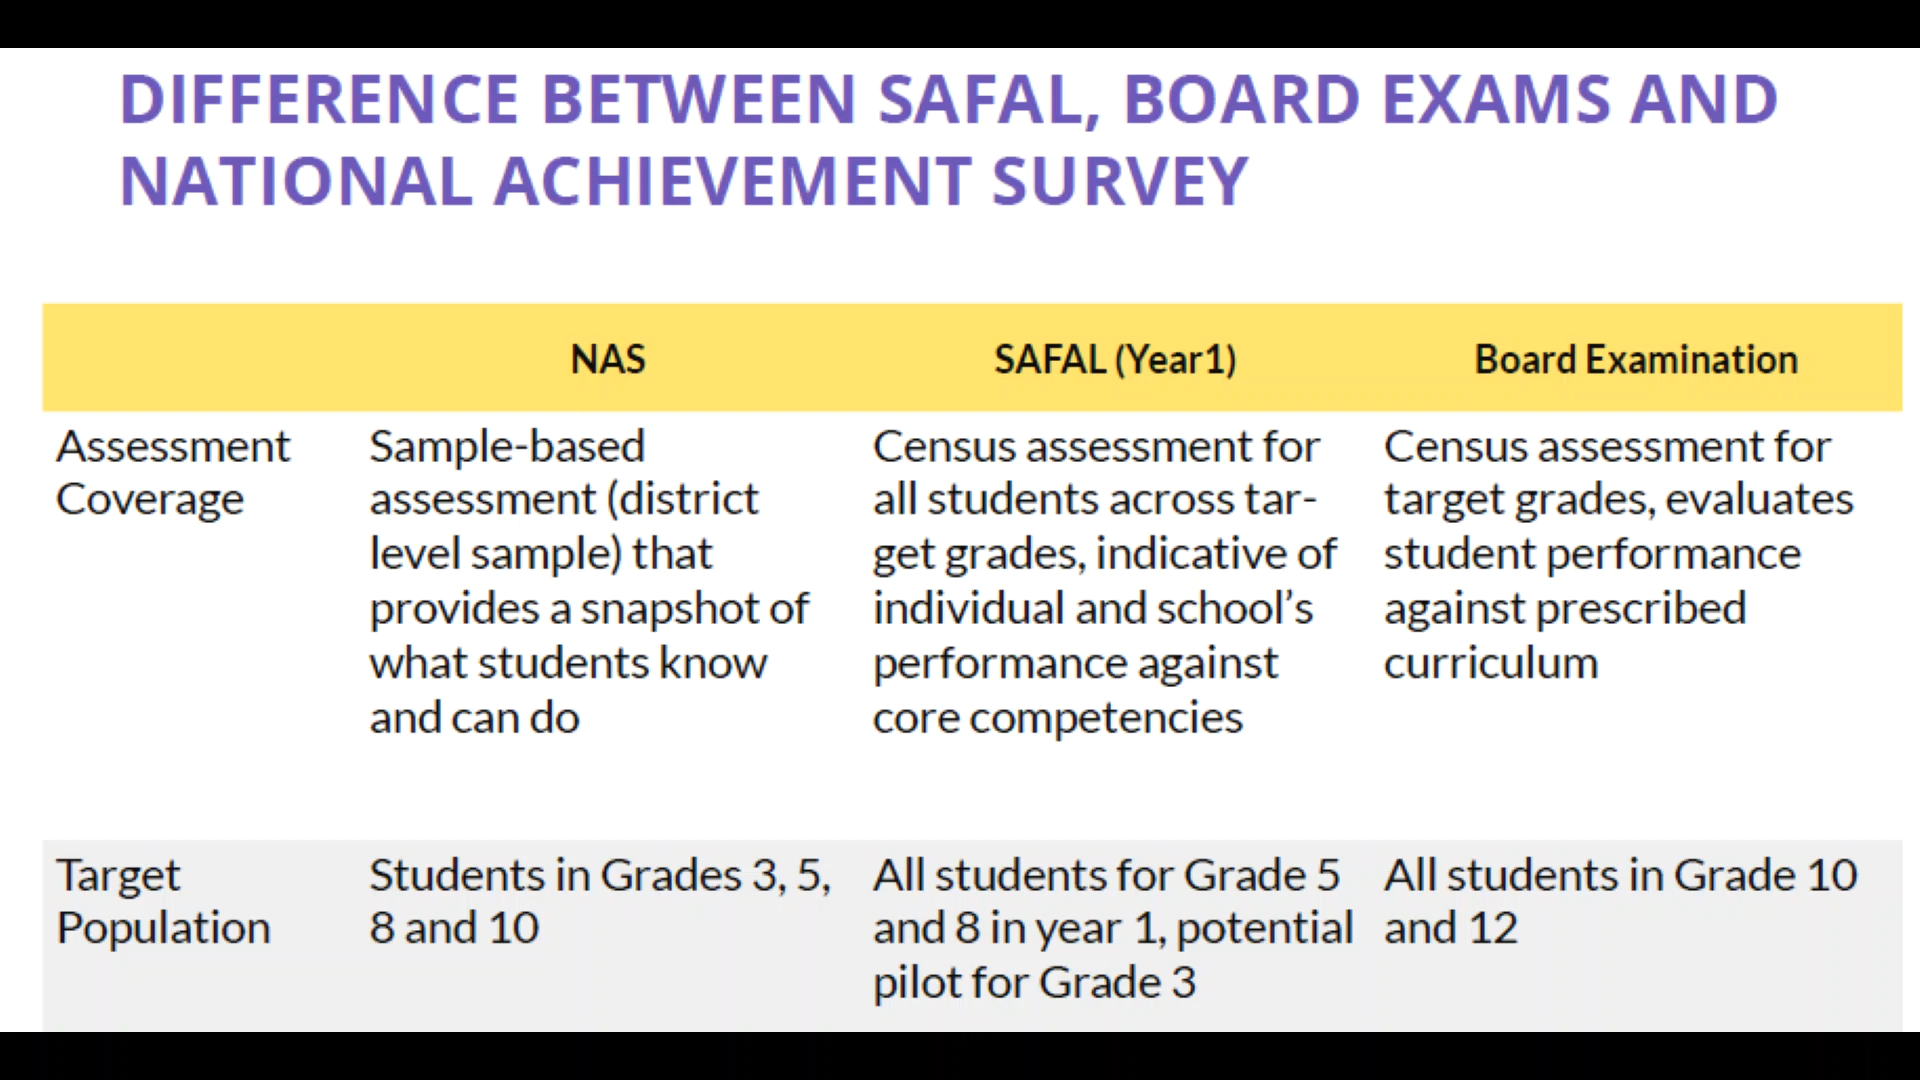 DIFFERENCE BETWEEN SAFAL, BOARD EXAMS AND
NATIONAL ACHIEVEMENT SURVEY
NAS
SAFAL (Year1)
Board Examination
Assessment
Coverage
Sample-based
assessment (district
level sample) that
provides a snapshot of
what students know
and can do
Census assessment for
all students across tar-
get grades, indicative of
individual and school’s
performance against
core competencies
Census assessment for
target grades, evaluates
student performance
against prescribed
curriculum
Target
Population
Students in Grades 3, 5,
8 and 10
All students for Grade 5
and 8 in year 1, potential
pilot for Grade 3
All students in Grade 10
and 12